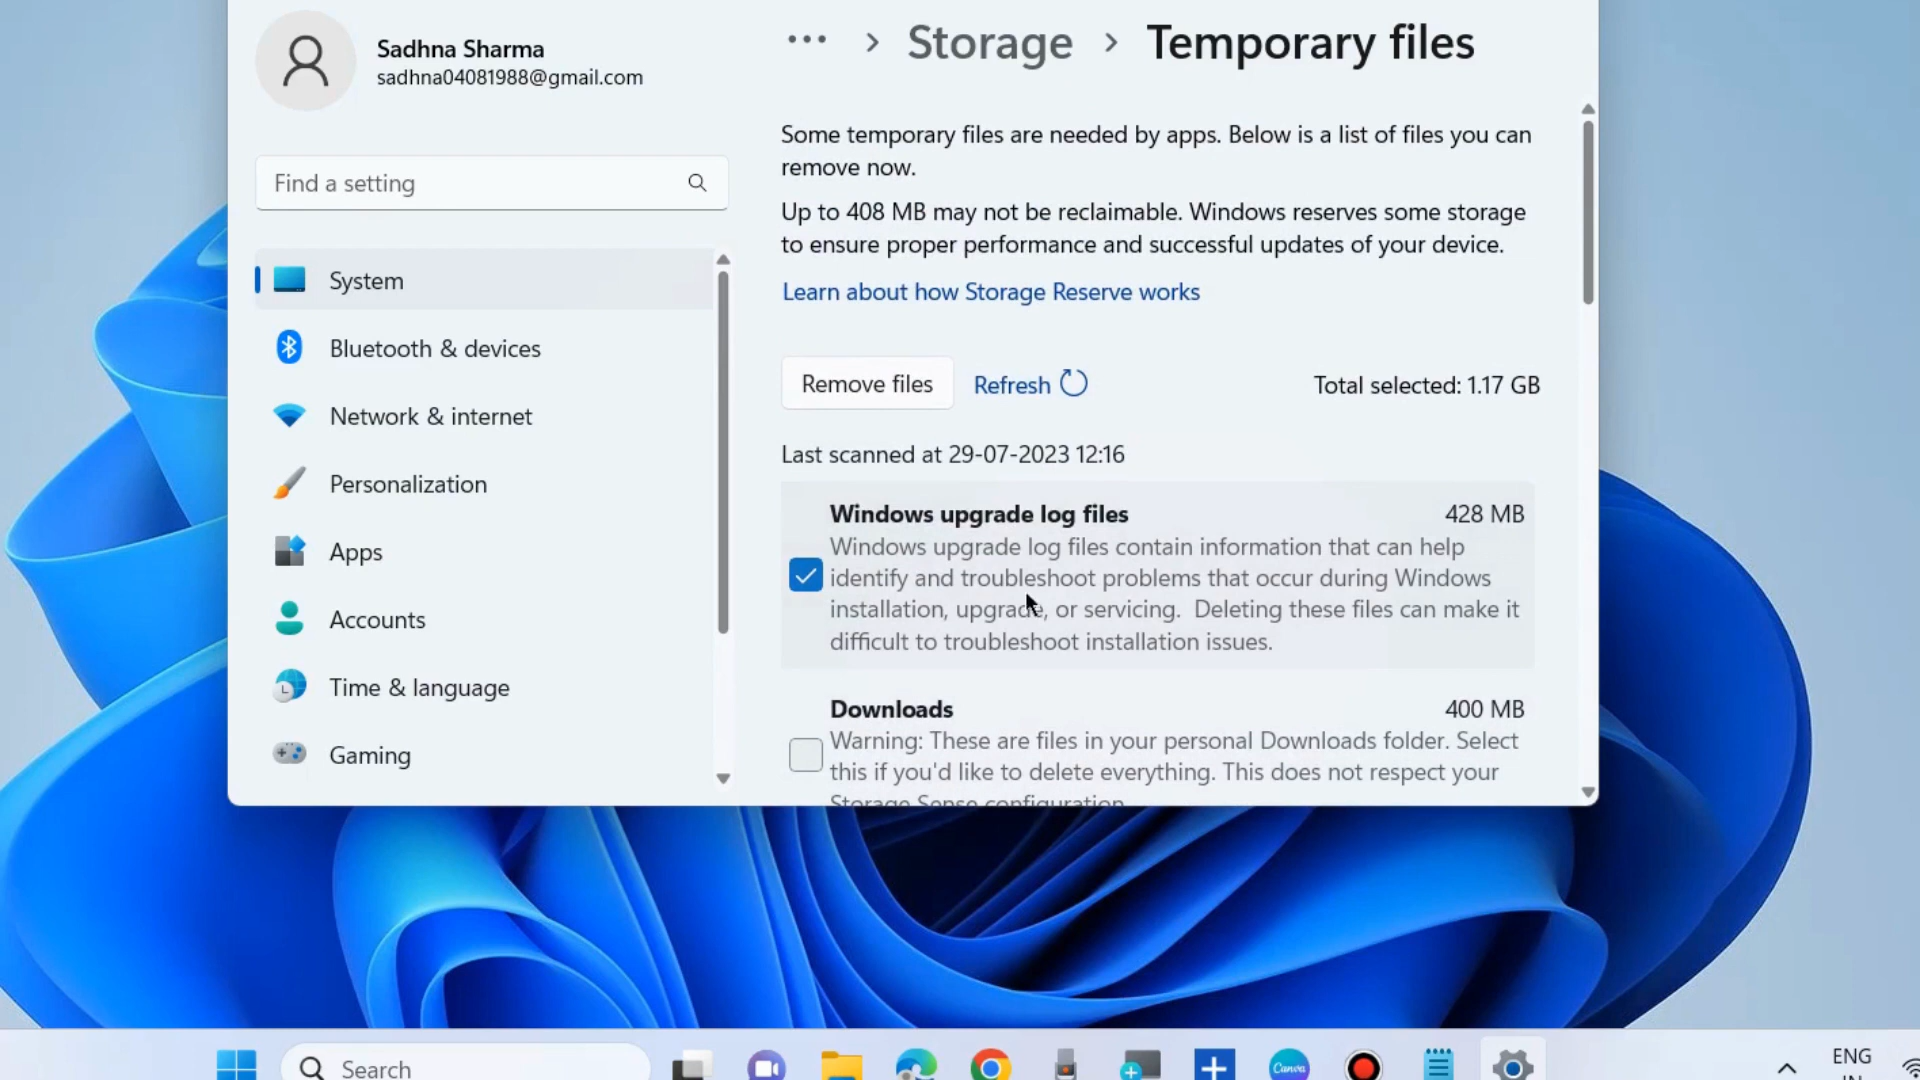 Sadhna Sharma
sadhna04081988@gmail.com
... > Storage > Temporary files
Find a setting
System
Bluetooth & devices
Network & internet
Personalization
Apps
Accounts
Time & language
Gaming
Some temporary files are needed by apps. Below is a list of files you can
remove now.
Up to 408 MB may not be reclaimable. Windows reserves some storage
to ensure proper performance and successful updates of your device.
Learn about how Storage Reserve works
Remove files Refresh Total selected: 1.17 GB
Last scanned at 29-07-2023 12:16
Windows upgrade log files 428 MB
Windows upgrade log files contain information that can help
identify and troubleshoot problems that occur during Windows
installation, upgrade, or servicing. Deleting these files can make it
difficult to troubleshoot installation issues.
Downloads 400 MB
Warning: These are files in your personal Downloads folder. Select
this if you'd like to delete everything. This does not respect your
Storage Sense configuration
Search
Canva
ENG
IN